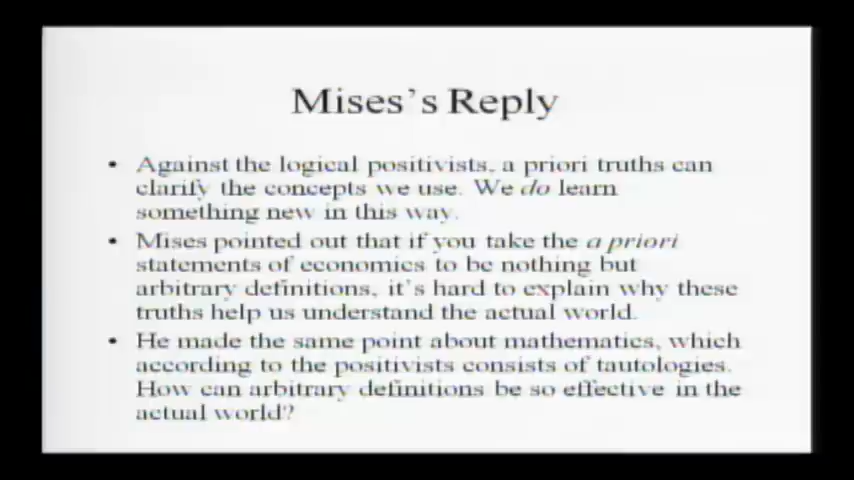 Mises's Reply
• Against the logical positivists, a priori truths can
clarify the concepts we use. We do learn
something new in this way.
• Mises pointed out that if you take the a priori
statements of economics to be nothing but
arbitrary definitions, it's hard to explain why these
truths help us understand the actual world.
• He made the same point about mathematics, which
according to the positivists consists of tautologies.
How can arbitrary definitions be so effective in the
actual world?